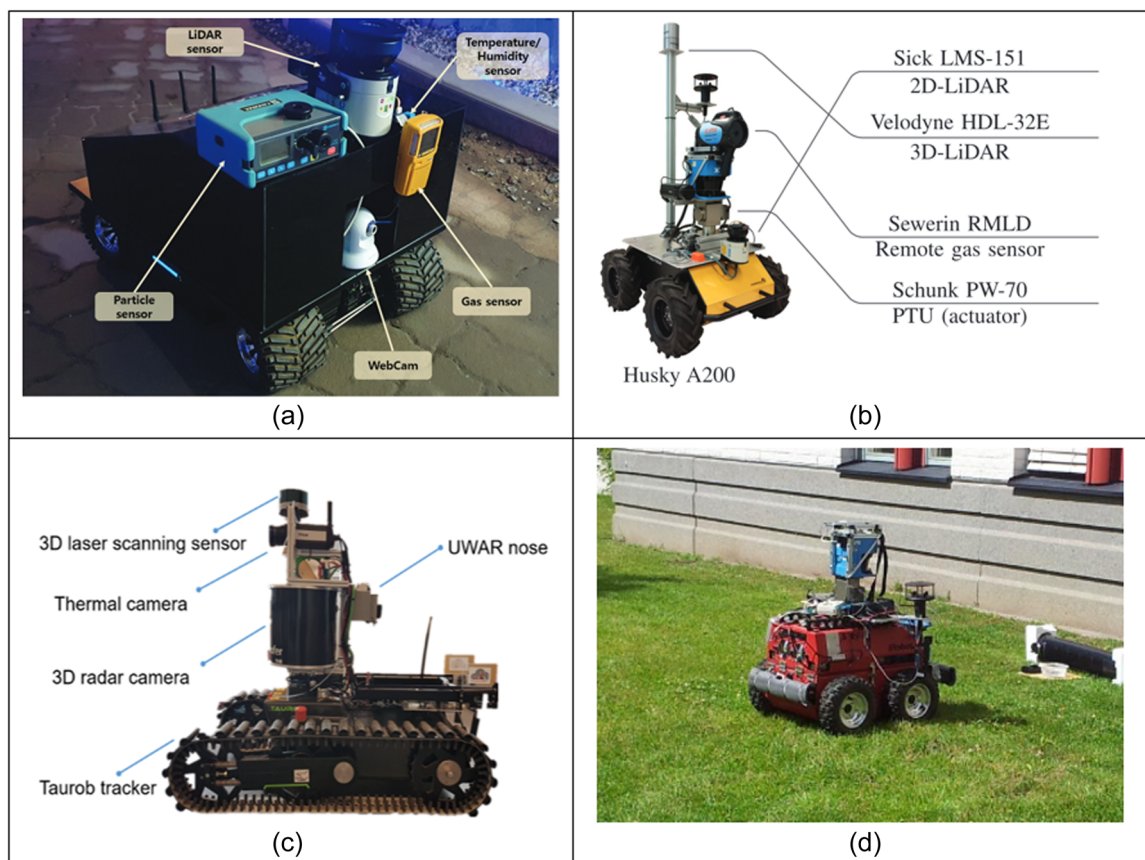 LiDAR
sensor
Temperature/
Humidity
sensor
Particle
sensor
Gas sensor
WebCam
(a)
Sick LMS-151
2D-LiDAR
Velodyne HDL-32E
3D-LiDAR
Sewerin RMLD
Remote gas sensor
Schunk PW-70
PTU (actuator)
Husky A200
(b)
3D laser scanning sensor
Thermal camera
3D radar camera
Taurob tracker
UWAR nose
(c)
(d)